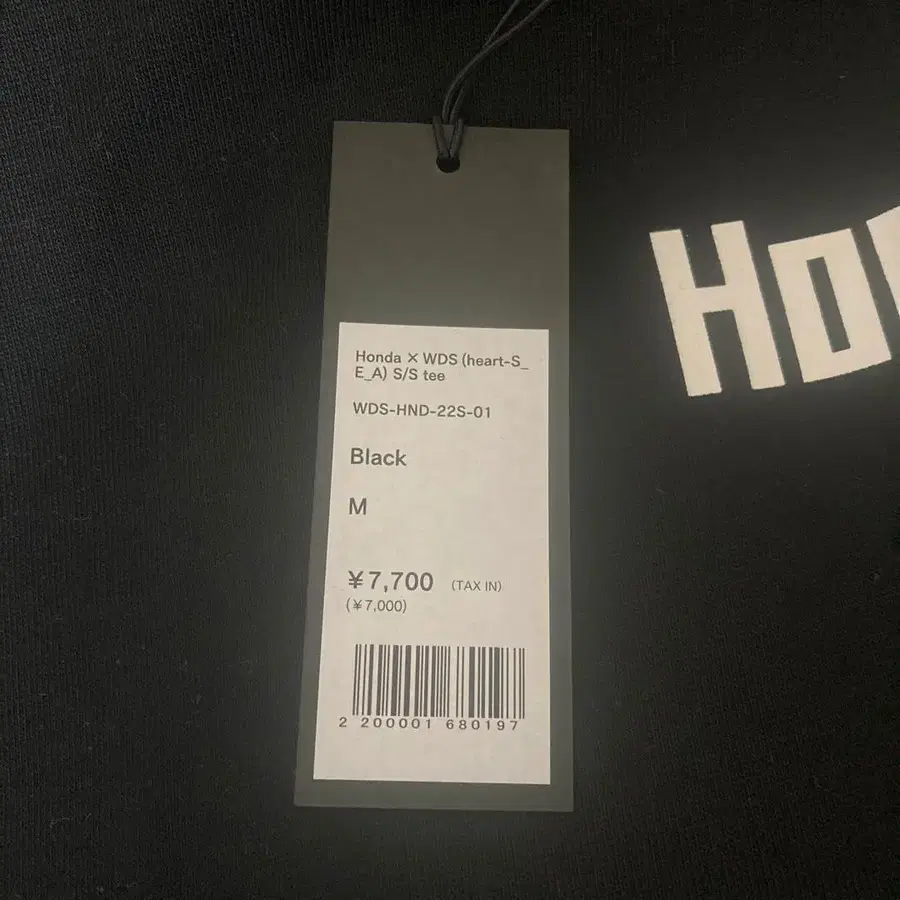 Honda × WDS (heart-S_
E_A) S/S tee
WDS-HND-22S-01
Black
M
¥7,700 (TAX IN)
(¥7,000)
2 200001 680197
Ho